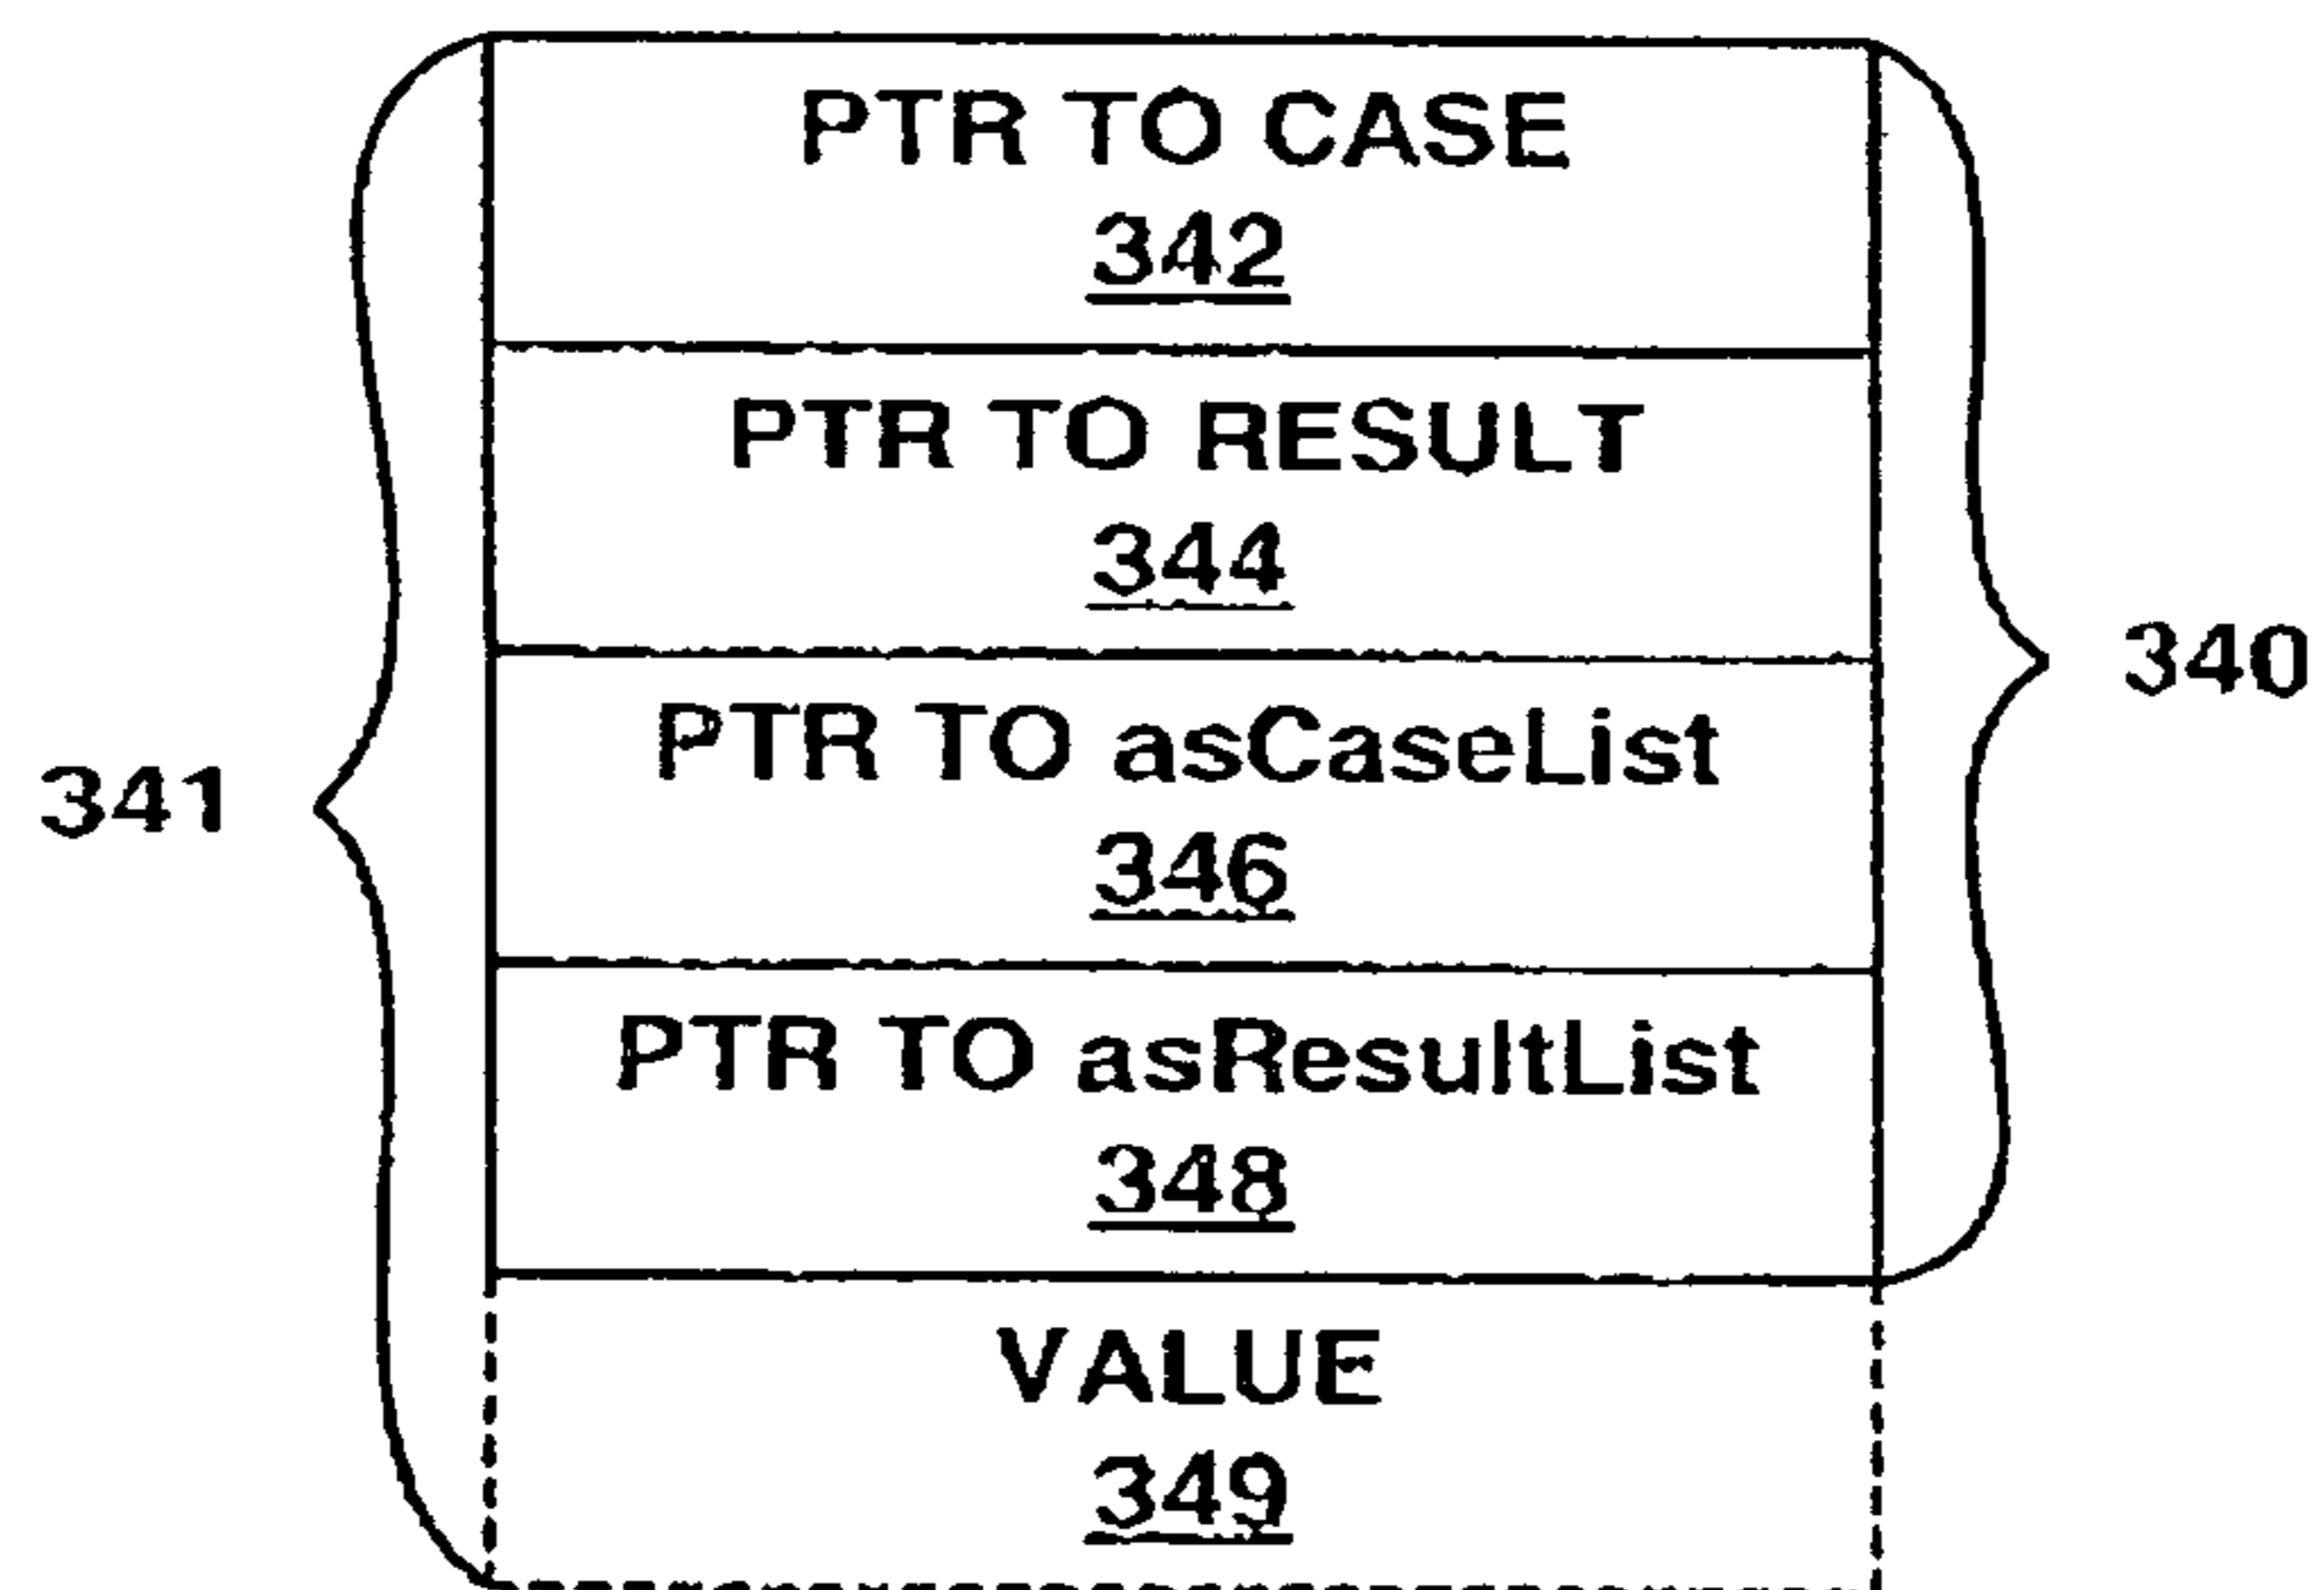 PTR TO CASE
342
PTR TO RESULT
344
340
PTR TO asCaseList
346
341
PTR TO asResultList
348
VALUE
349